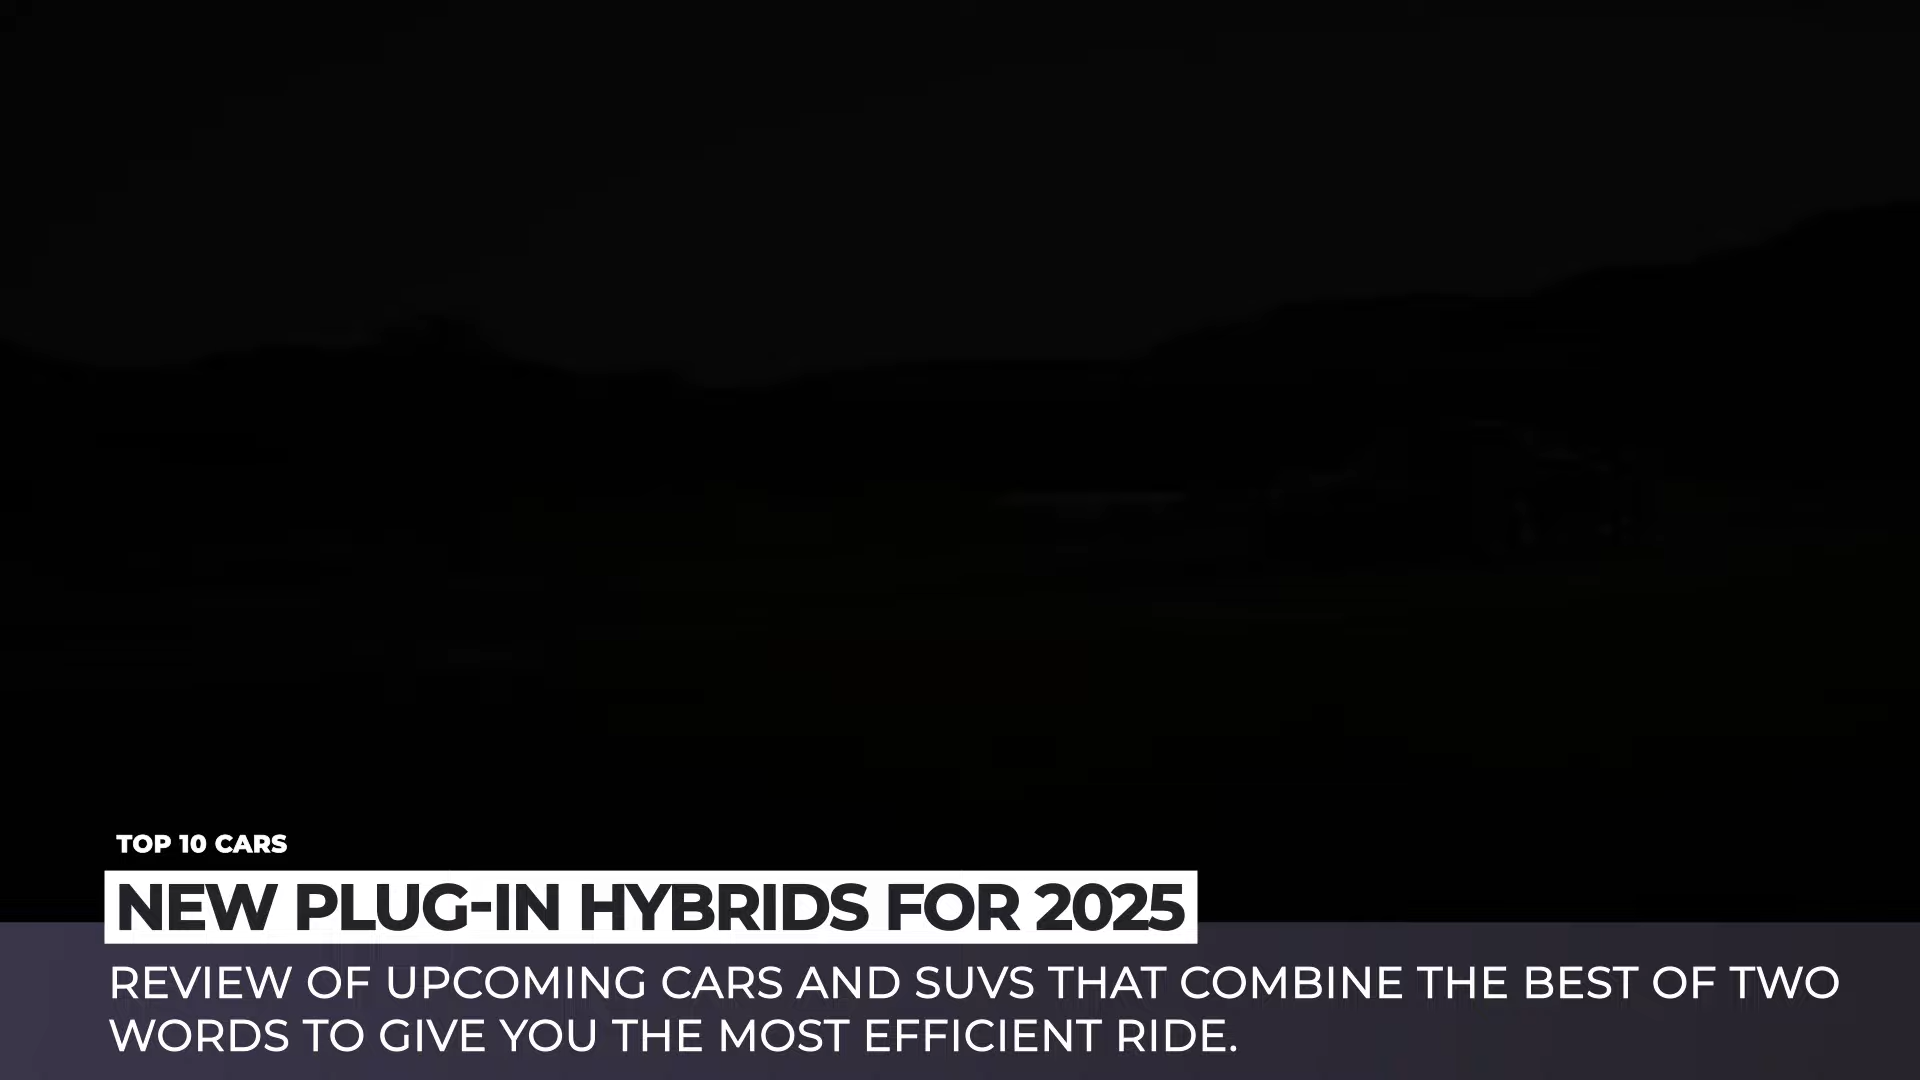 TOP 10 CARS
NEW PLUG-IN HYBRIDS FOR 2025
REVIEW OF UPCOMING CARS AND SUVS THAT COMBINE THE BEST OF TWO
WORDS TO GIVE YOU THE MOST EFFICIENT RIDE.